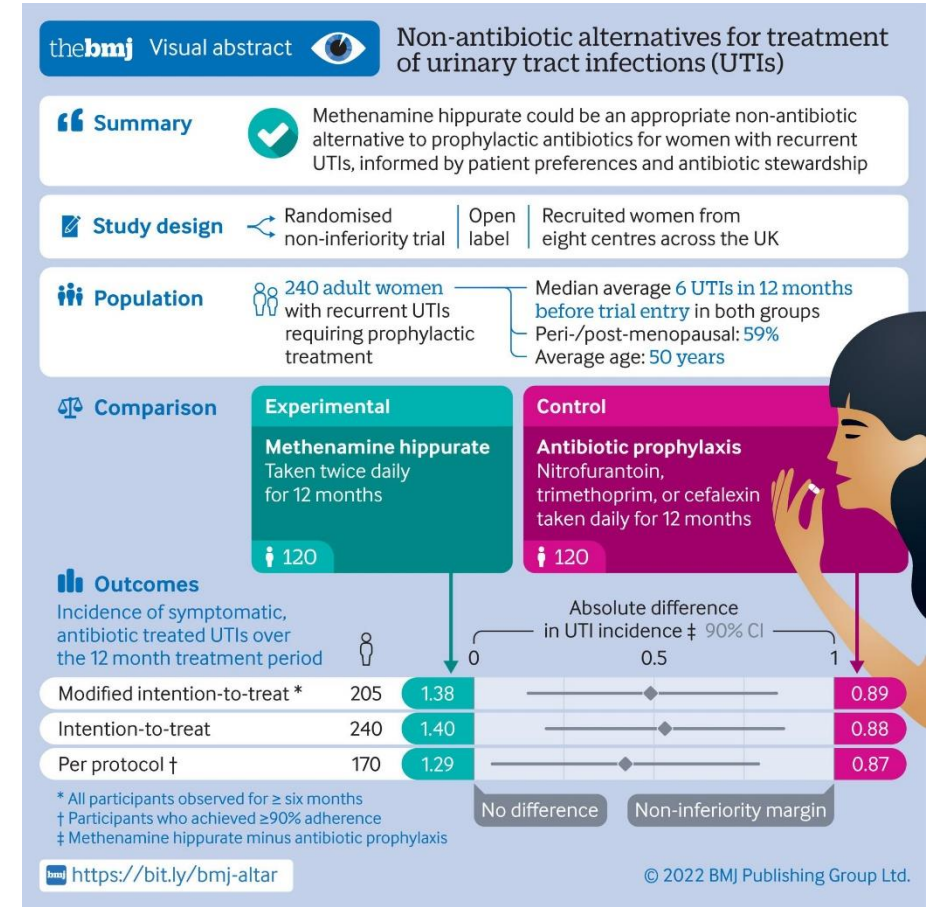 thebmj Visual abstract
Non-antibiotic alternatives for treatment
of urinary tract infections (UTIs)
Summary
Methenamine hippurate could be an appropriate non-antibiotic
alternative to prophylactic antibiotics for women with recurrent
UTIs, informed by patient preferences and antibiotic stewardship
Study design
Randomised
non-inferiority trial
Open
label
Recruited women from
eight centres across the UK
Population
240 adult women
with recurrent UTIs
requiring prophylactic
treatment
Median average 6 UTIs in 12 months
before trial entry in both groups
Peri-/post-menopausal: 59%
Average age: 50 years
Comparison
Experimental
Methenamine hippurate
Taken twice daily
for 12 months
120
Control
Antibiotic prophylaxis
Nitrofurantoin,
trimethoprim, or cefalexin
taken daily for 12 months
120
Outcomes
Incidence of symptomatic,
antibiotic treated UTIs over
the 12 month treatment period
Absolute difference
in UTI incidence ‡ 90% CI
0 0.5 1
Modified intention-to-treat * 205 1.38 0.89
Intention-to-treat 240 1.40 0.88
Per protocol † 170 1.29 0.87
No difference Non-inferiority margin
* All participants observed for ≥ six months
† Participants who achieved ≥90% adherence
‡ Methenamine hippurate minus antibiotic prophylaxis
bmj https://bit.ly/bmj-altar
© 2022 BMJ Publishing Group Ltd.